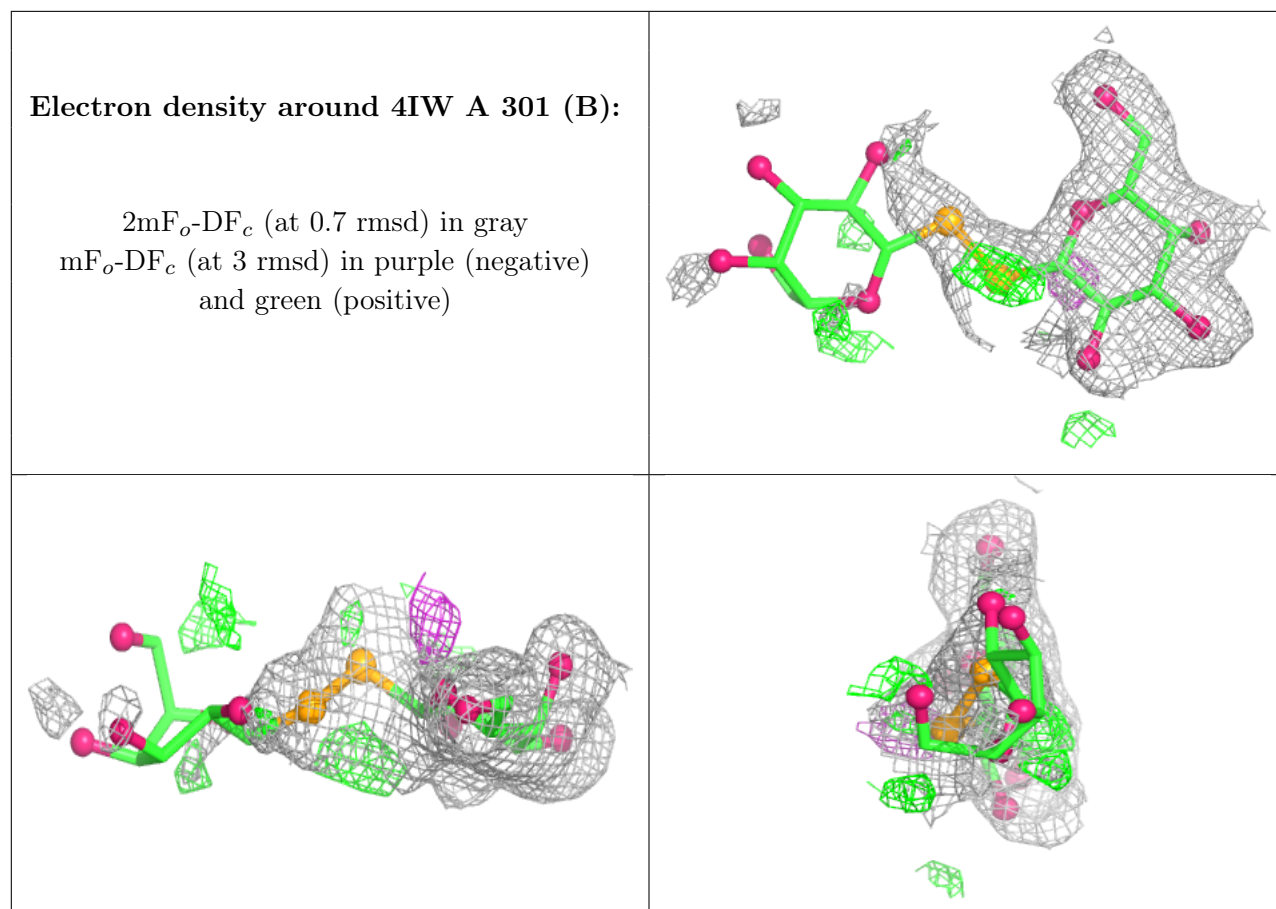 Electron density around 4IW A 301 (B):
2mFₒ-DF𝒸 (at 0.7 rmsd) in gray
mFₒ-DF𝒸 (at 3 rmsd) in purple (negative)
and green (positive)